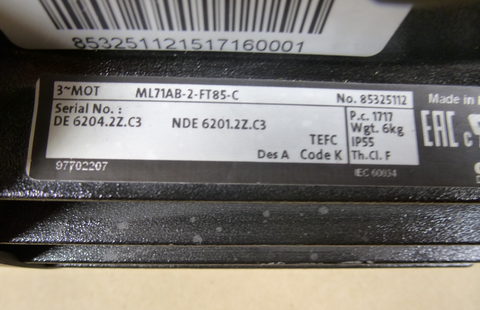 853251121517160001
3~MOT ML71AB-2-FT85-C No. 85325112
Serial No. :
DE 6204.2Z.C3 NDE 6201.2Z.C3
P.c. 1717
Wgt. 6kg
TEFC IP55
Des A Code K Th.Cl. F
97702207 IEC 60034
Made in
EAC c